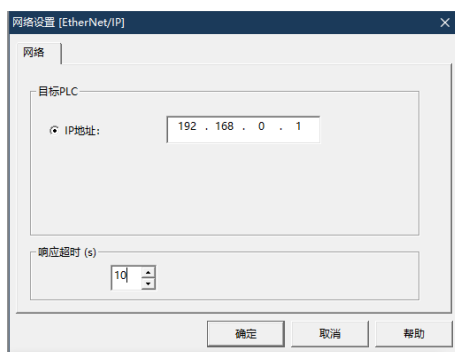 网络设置 [EtherNet/IP]
网络
目标PLC
IP地址: 192 . 168 . 0 . 1
响应超时 (s)
10
确定 取消 帮助